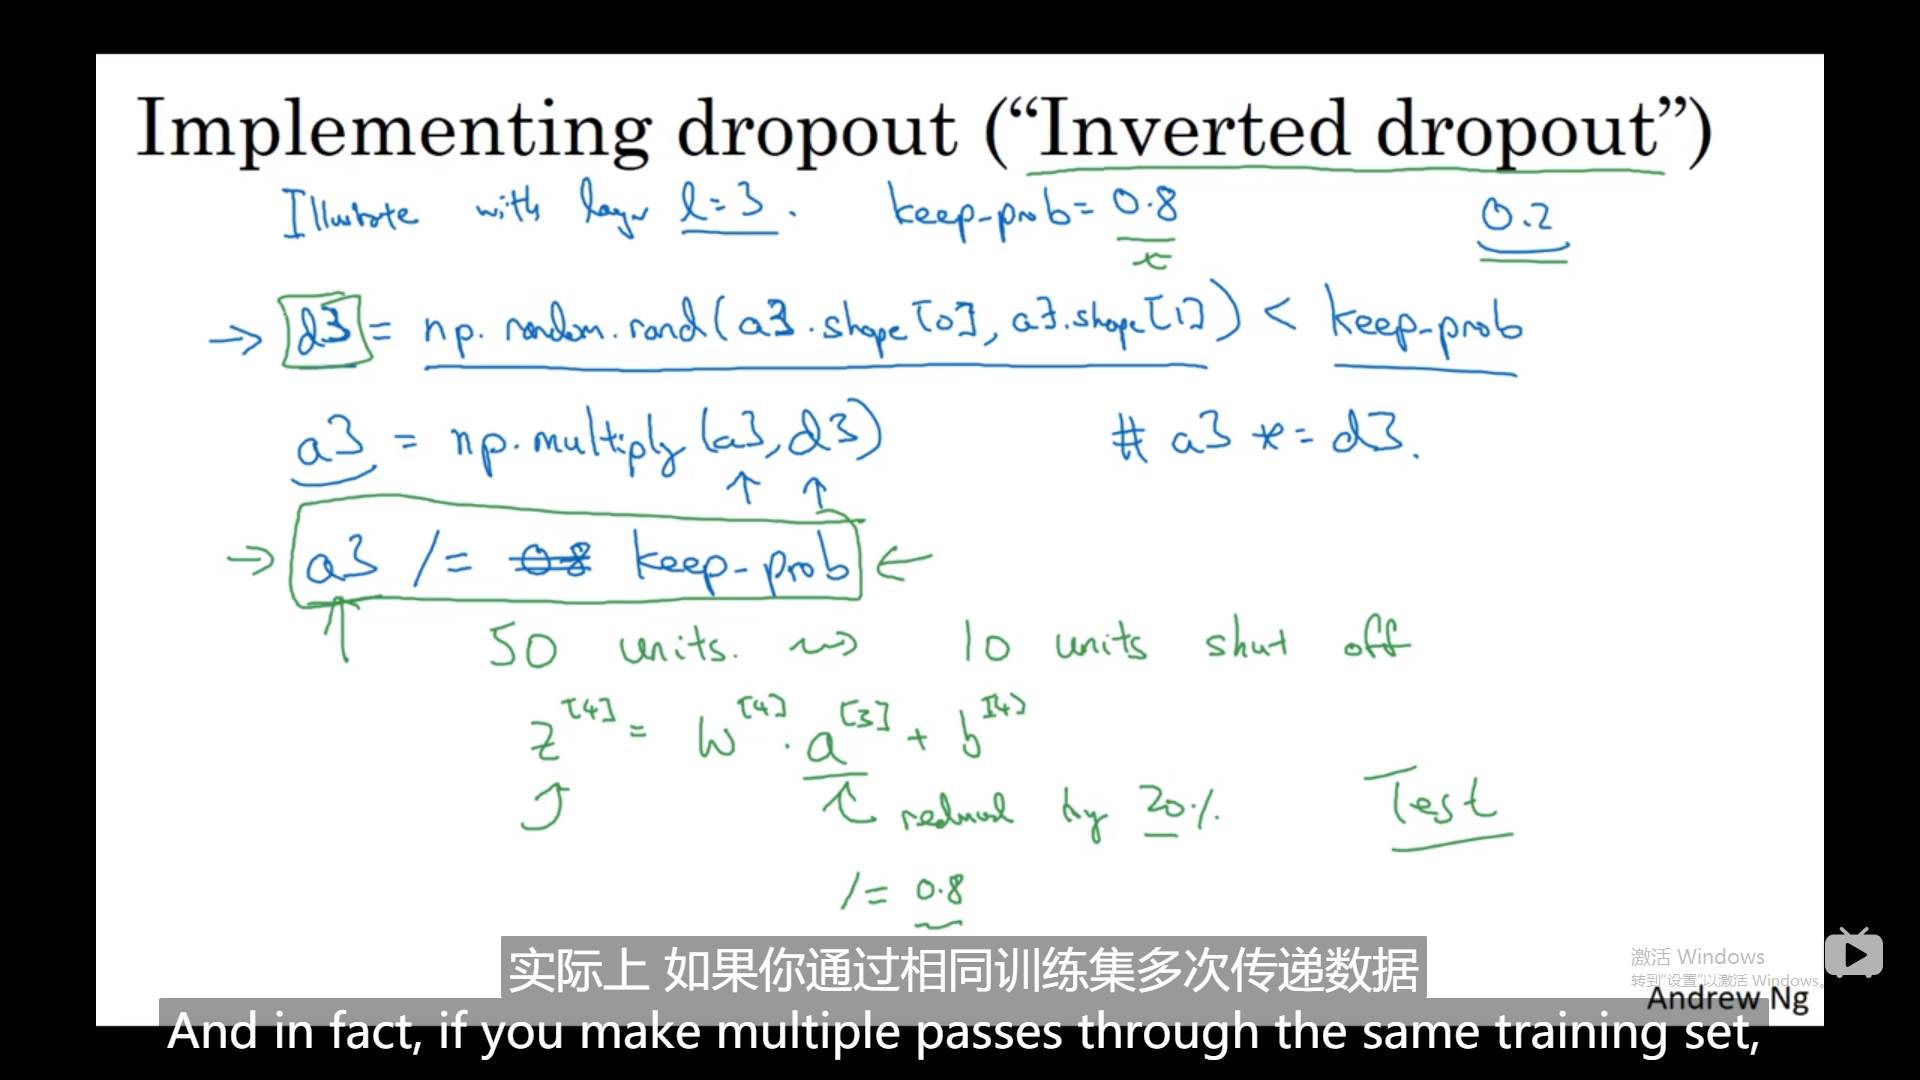 Implementing dropout (“Inverted dropout”)
Illustrate with layer l=3. keep-prob= 0.8 0.2
→ d3 = np.random.rand(a3.shape[0], a3.shape[1]) < keep-prob
a3 = np.multiply(a3, d3) # a3 *= d3.
→ a3 /= 0.8 keep-prob ←
50 units. ⇝ 10 units shut off
z[4] = W[4] · a[3] + b[4]
reduced by 20%. Test
/= 0.8
实际上 如果你通过相同训练集多次传递数据
激活 Windows
转到“设置”以激活 Windows。
Andrew Ng
And in fact, if you make multiple passes through the same training set,